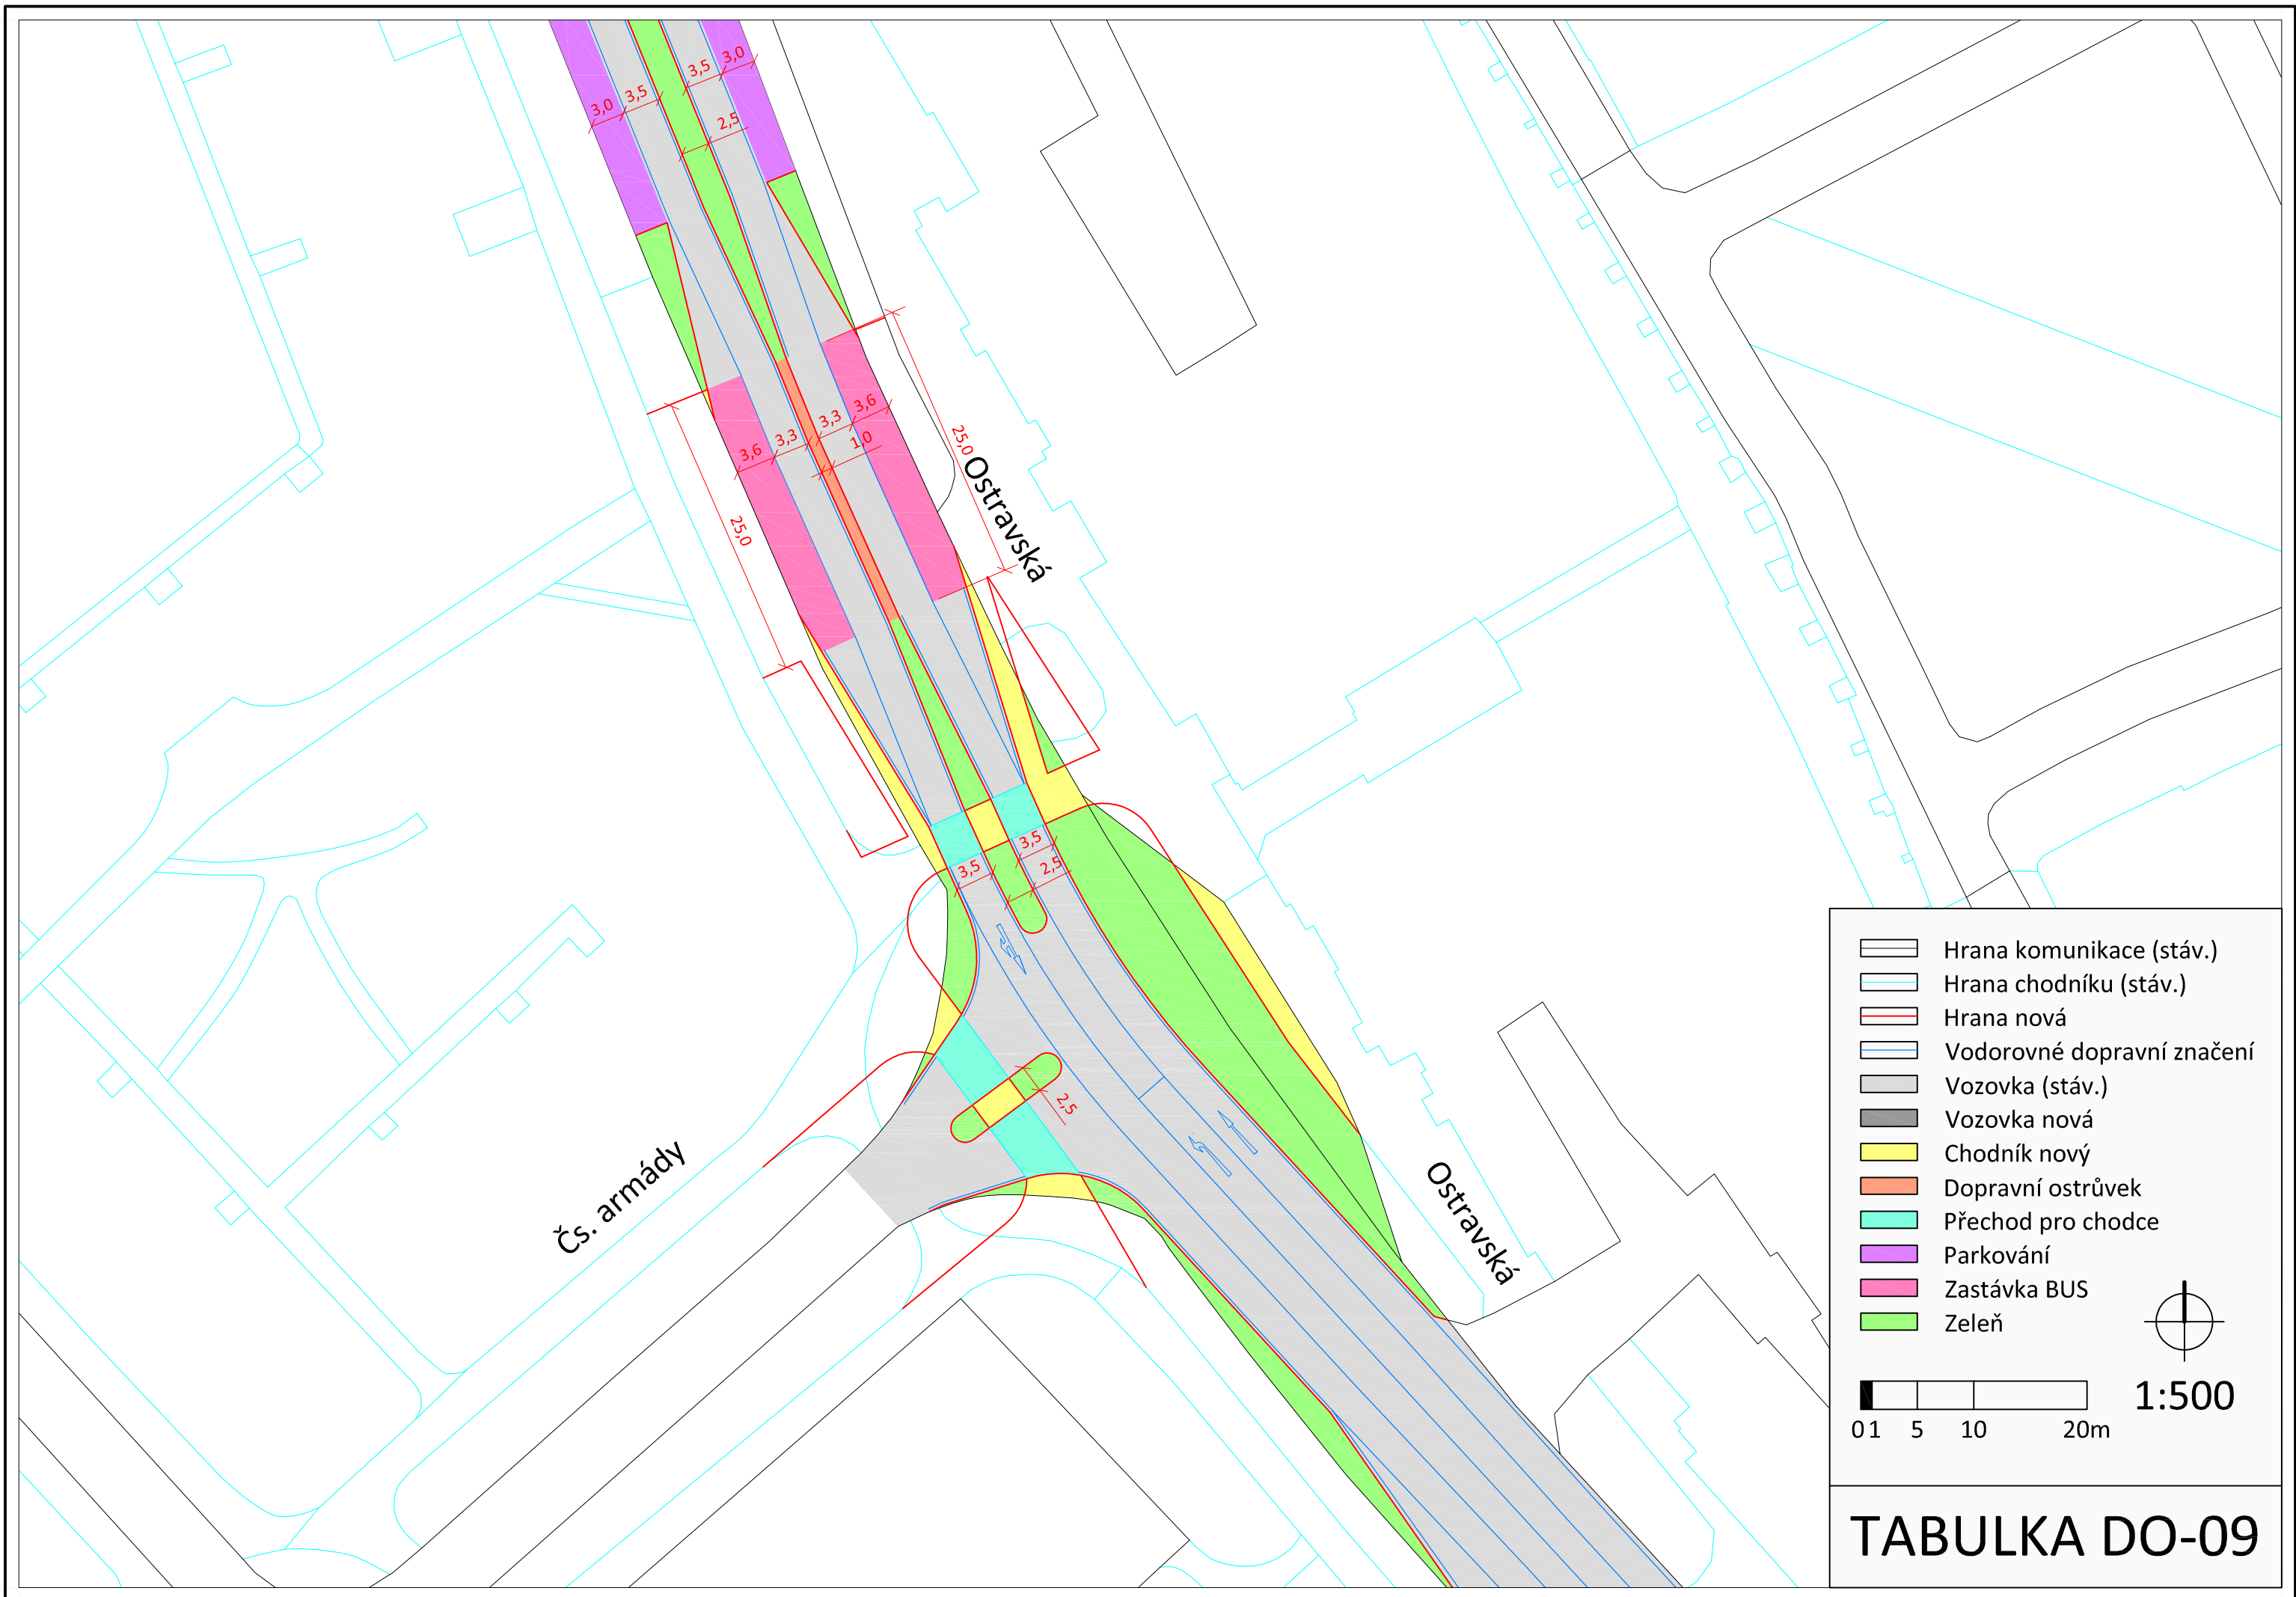 3,0
3,5
3,5
3,0
2,5
3,6
3,3
3,3
3,6
1,0
25,0
25,0
Ostravská
3,5
3,5
2,5
2,5
Čs. armády
Ostravská
Hrana komunikace (stáv.)
Hrana chodníku (stáv.)
Hrana nová
Vodorovné dopravní značení
Vozovka (stáv.)
Vozovka nová
Chodník nový
Dopravní ostrůvek
Přechod pro chodce
Parkování
Zastávka BUS
Zeleň
0 1 5 10 20m
1:500
TABULKA DO-09